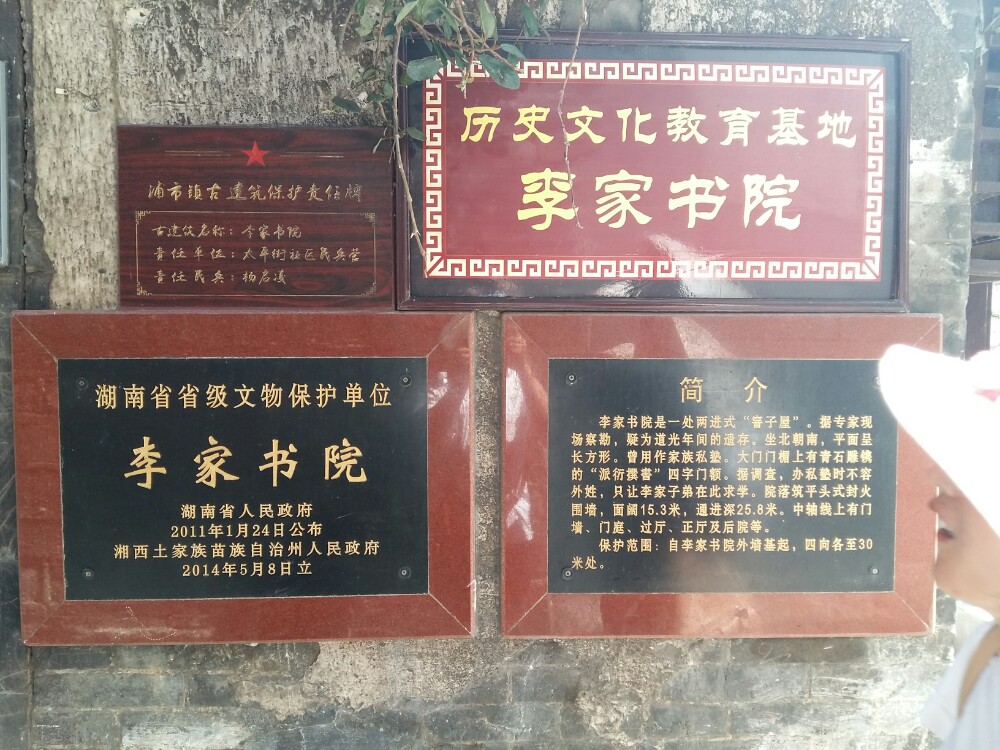 浦市镇古建筑保护责任牌
古建筑名称：李家书院
责任单位：太平街社区民兵营
责任民兵：杨启凌
历史文化教育基地
李家书院
湖南省省级文物保护单位
李家书院
湖南省人民政府
2011年1月24日公布
湘西土家族苗族自治州人民政府
2014年5月8日立
简 介
李家书院是一处两进式“窨子屋”。据专家现
场察勘，疑为道光年间的遗存。坐北朝南，平面呈
长方形。曾用作家族私塾。大门门楣上有青石雕镌
的“派衍撰书”四字门额。据调查，办私塾时不容
外姓，只让李家子弟在此求学。院落筑平头式封火
围墙，面阔15.3米，通进深25.8米。中轴线上有门
墙、门庭、过厅、正厅及后院等。
保护范围：自李家书院外墙基起，四向各至30
米处。